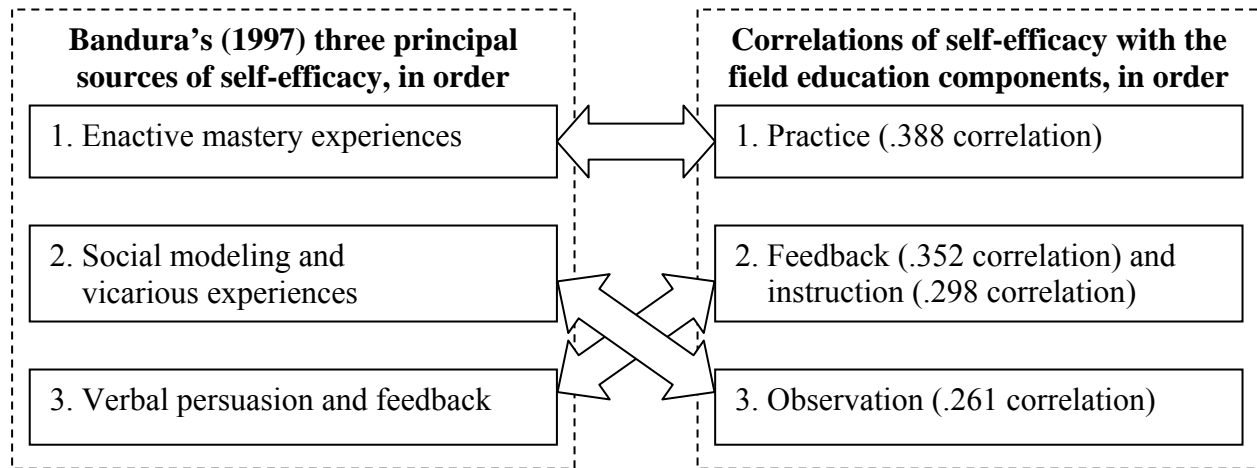 Bandura’s (1997) three principal
sources of self-efficacy, in order
1. Enactive mastery experiences
2. Social modeling and
vicarious experiences
3. Verbal persuasion and feedback
Correlations of self-efficacy with the
field education components, in order
1. Practice (.388 correlation)
2. Feedback (.352 correlation) and
instruction (.298 correlation)
3. Observation (.261 correlation)